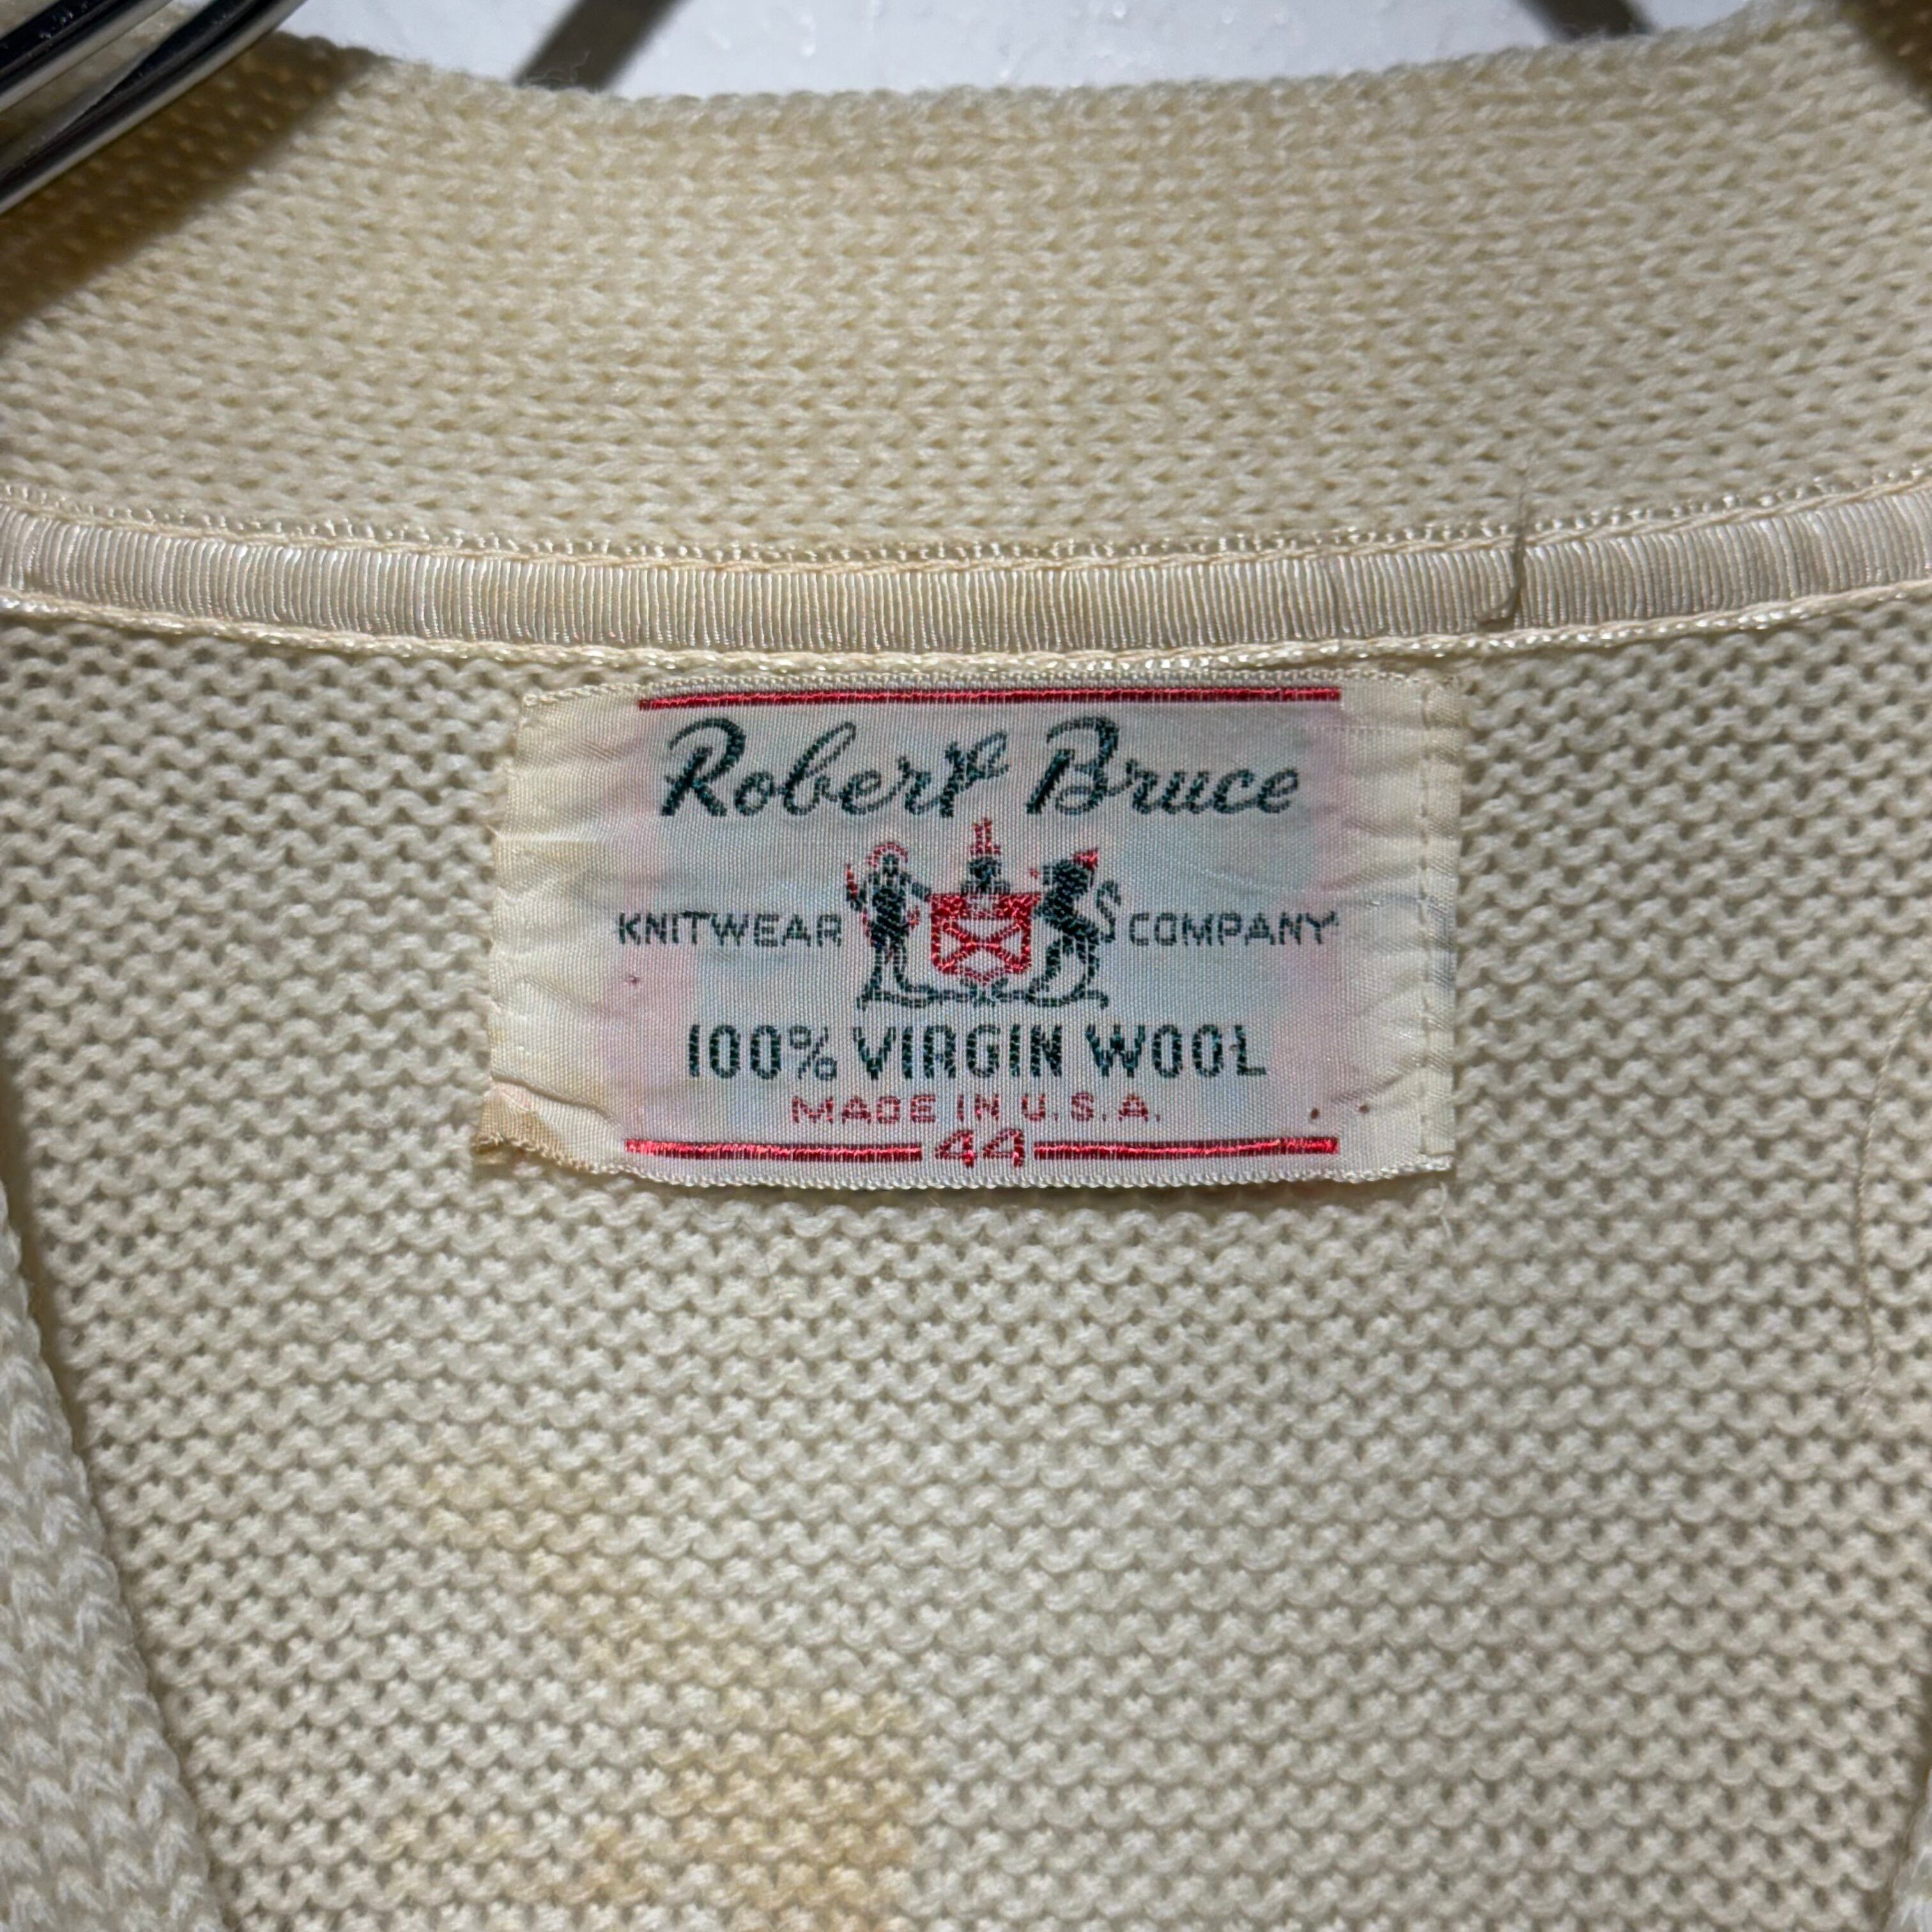 Robert Bruce
KNITWEAR COMPANY
100% VIRGIN WOOL
MADE IN U.S.A.
44